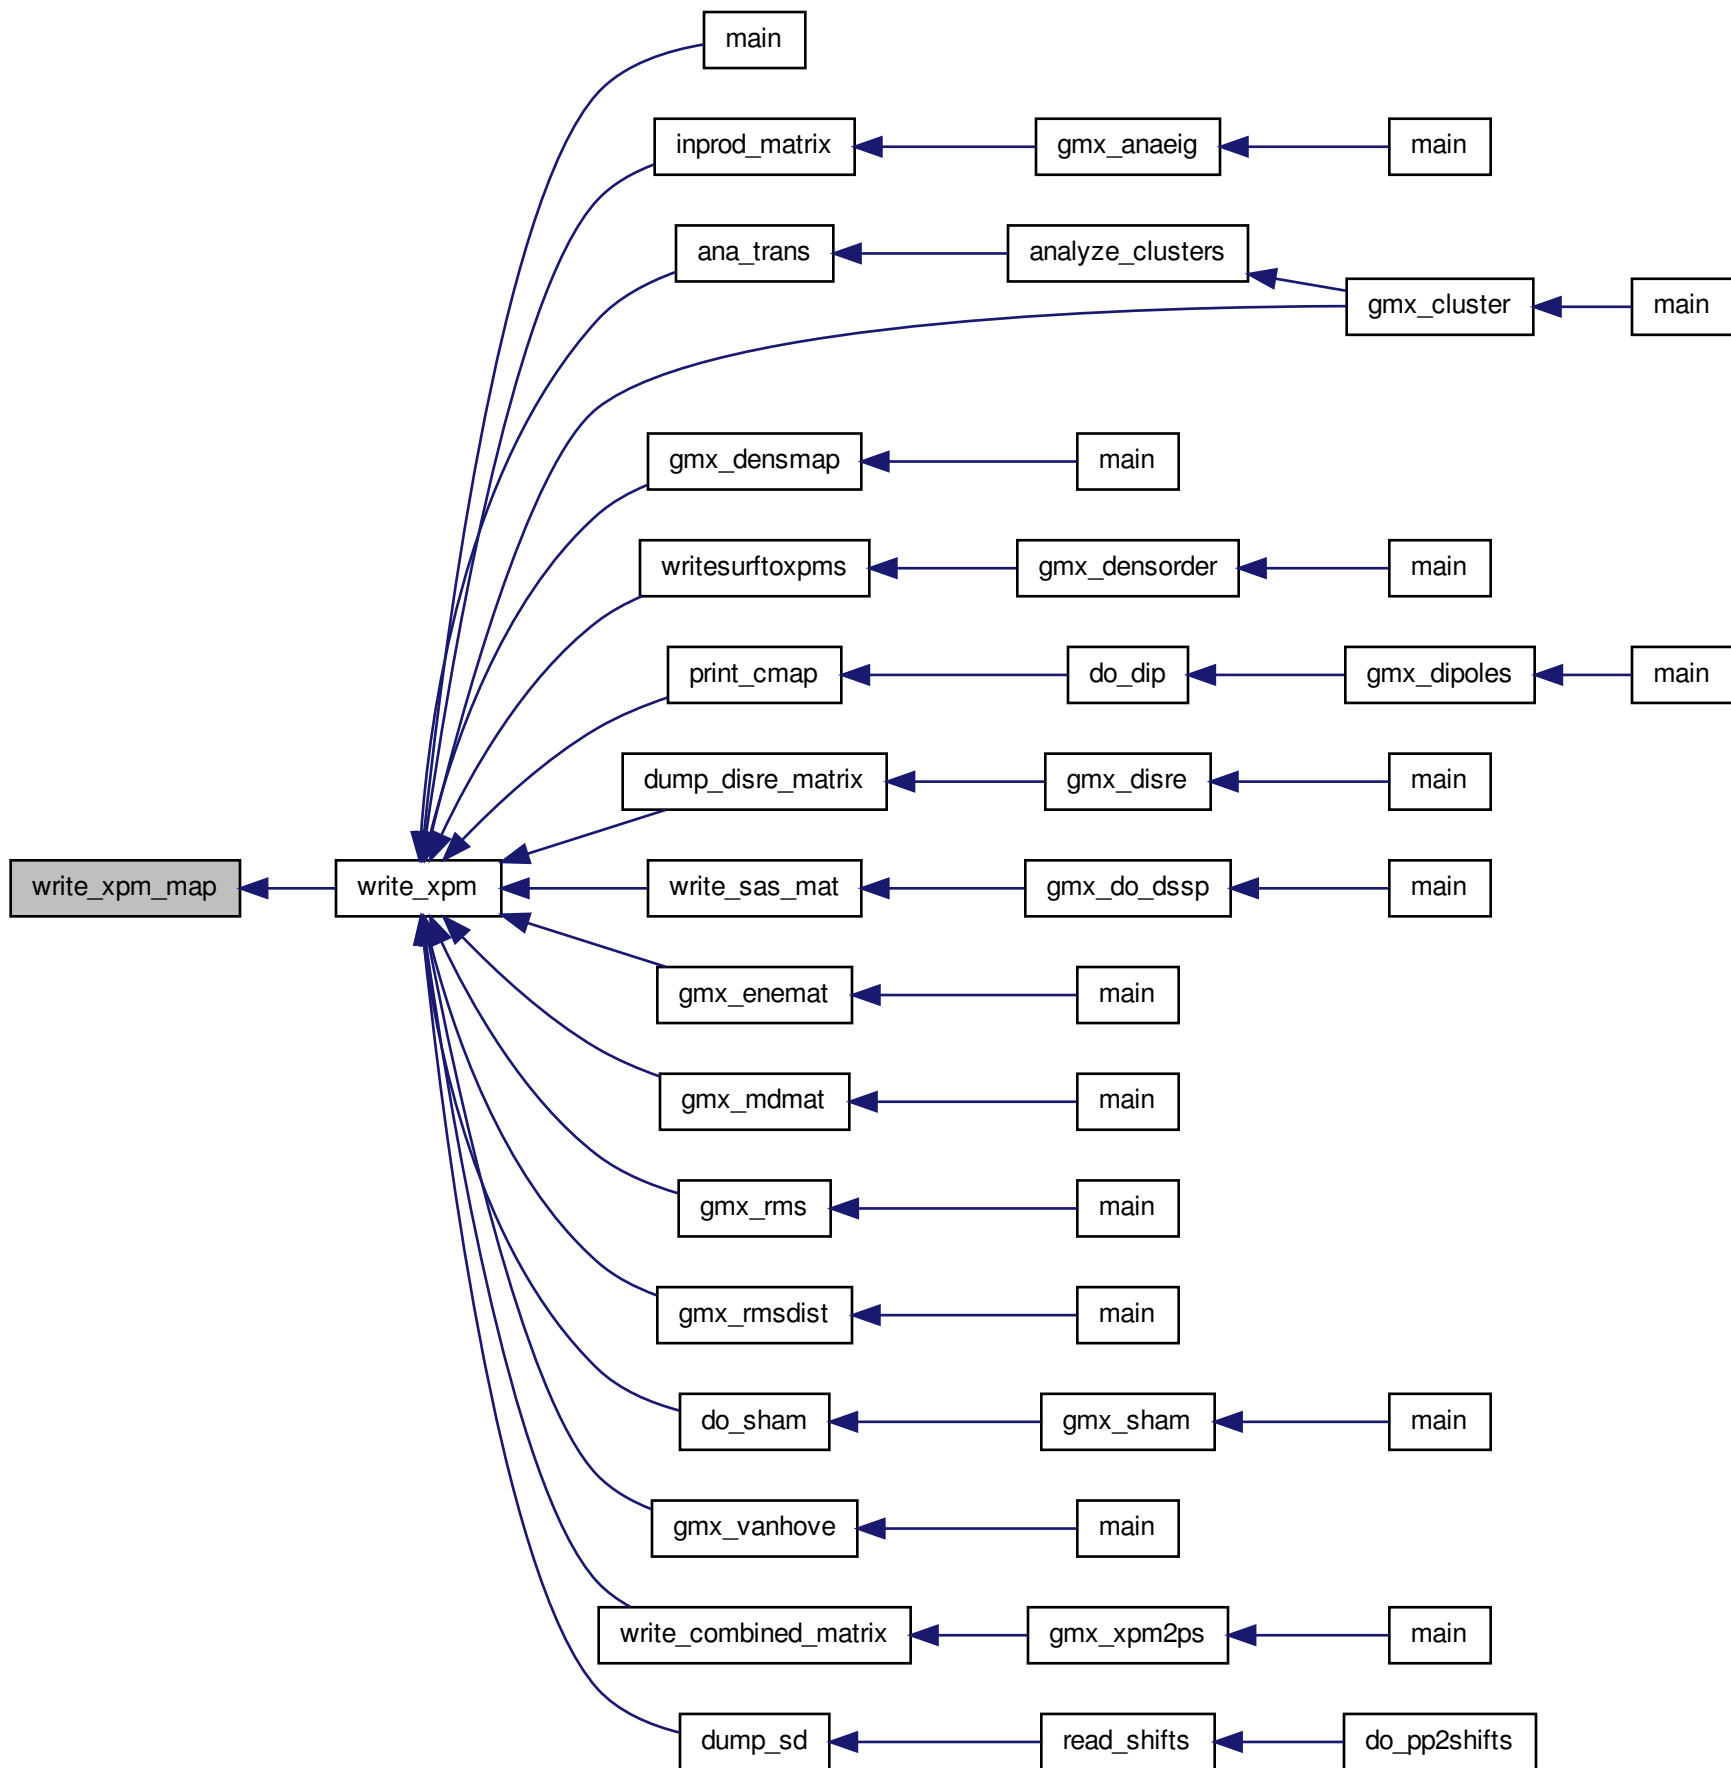 main
inprod_matrix gmx_anaeig main
ana_trans analyze_clusters
gmx_cluster main
gmx_densmap main
writesurftoxpms gmx_densorder main
print_cmap do_dip gmx_dipoles main
dump_disre_matrix gmx_disre main
write_xpm_map write_xpm write_sas_mat gmx_do_dssp main
gmx_enemat main
gmx_mdmat main
gmx_rms main
gmx_rmsdist main
do_sham gmx_sham main
gmx_vanhove main
write_combined_matrix gmx_xpm2ps main
dump_sd read_shifts do_pp2shifts